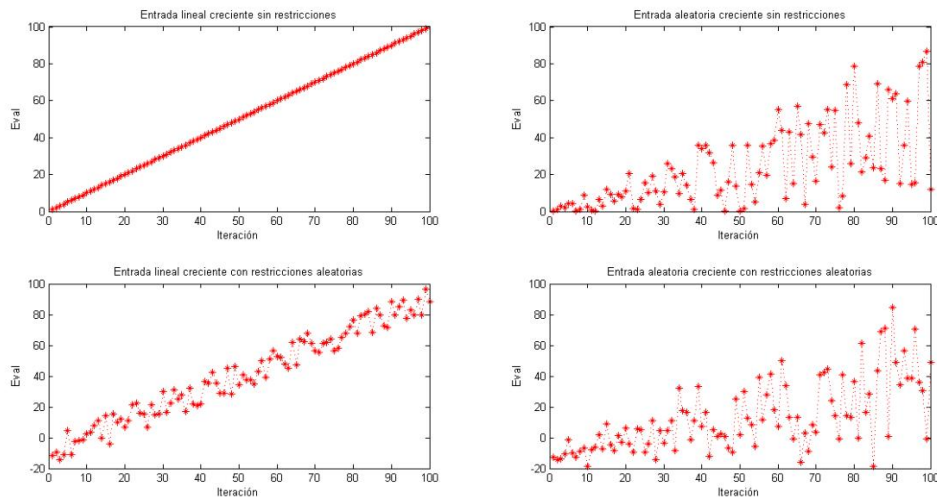 Entrada lineal creciente sin restricciones
Eval
100
80
60
40
20
0
0 10 20 30 40 50 60 70 80 90 100
Iteración
Entrada aleatoria creciente sin restricciones
Eval
100
80
60
40
20
0
0 10 20 30 40 50 60 70 80 90 100
Iteración
Entrada lineal creciente con restricciones aleatorias
Eval
100
80
60
40
20
0
-20
0 10 20 30 40 50 60 70 80 90 100
Iteración
Entrada aleatoria creciente con restricciones aleatorias
Eval
100
80
60
40
20
0
-20
0 10 20 30 40 50 60 70 80 90 100
Iteración